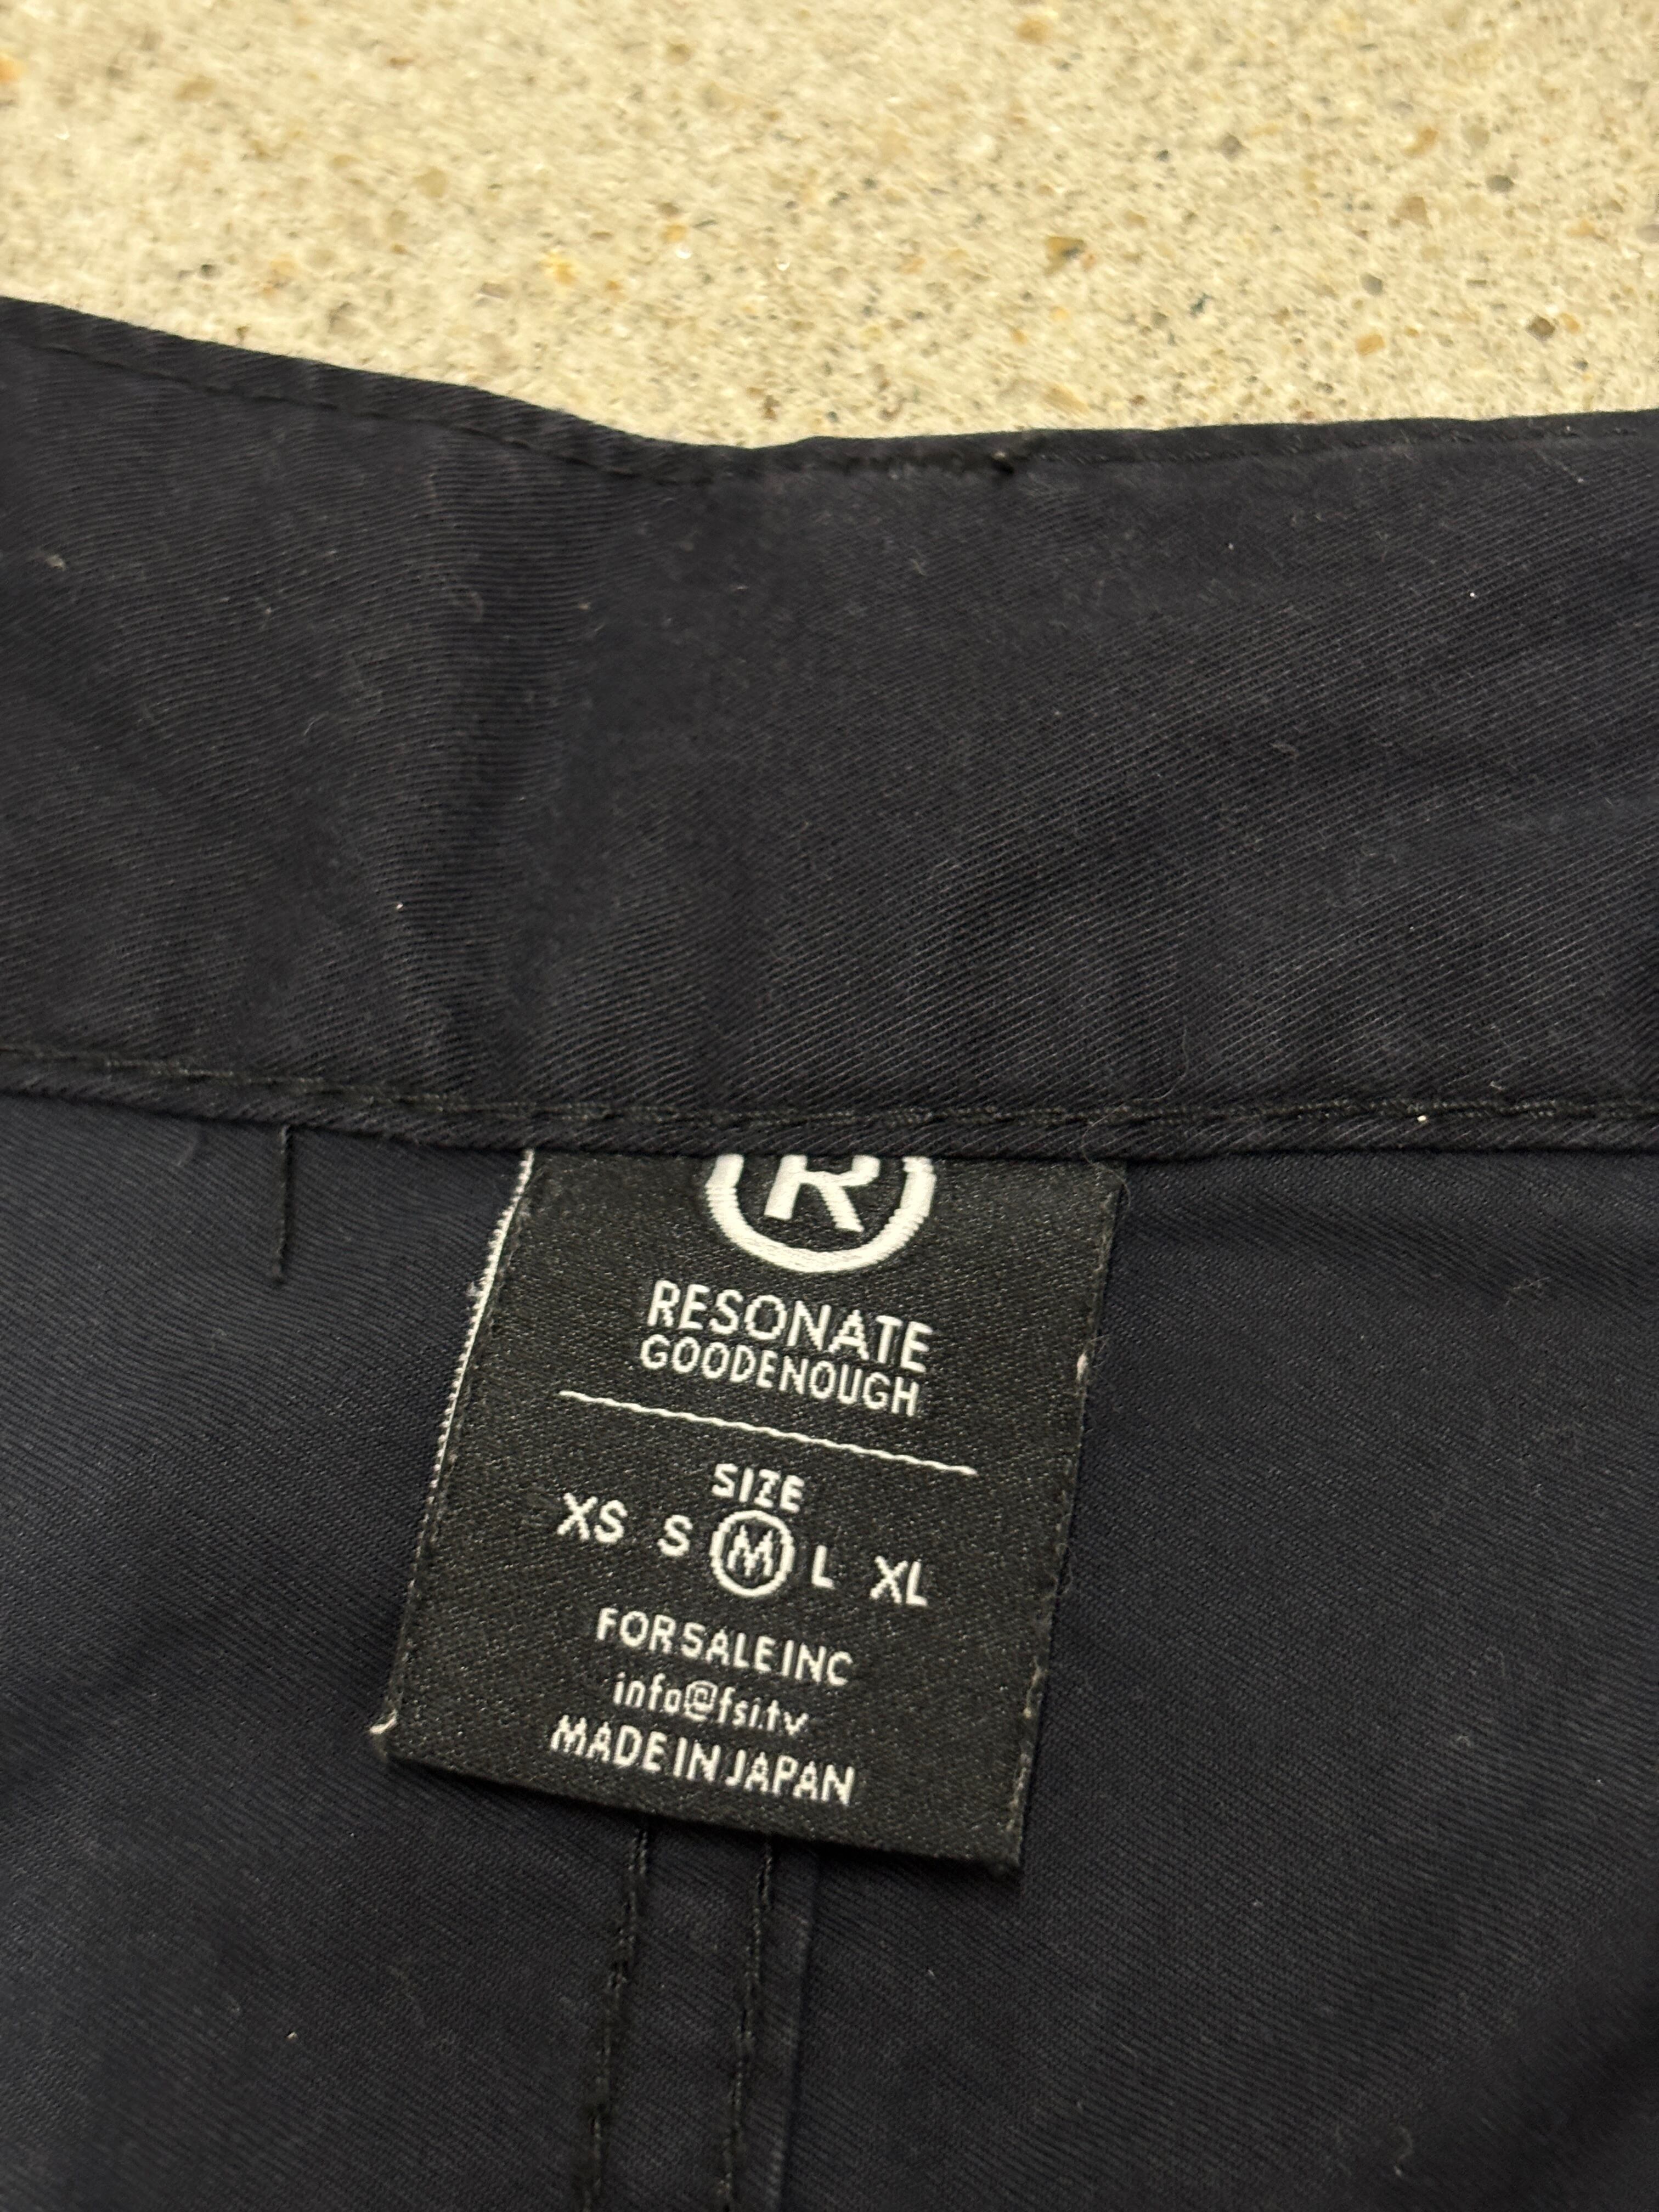 R
RESONATE
GOODENOUGH
SIZE
XS S M L XL
FOR SALE INC
info@fsi.tv
MADE IN JAPAN